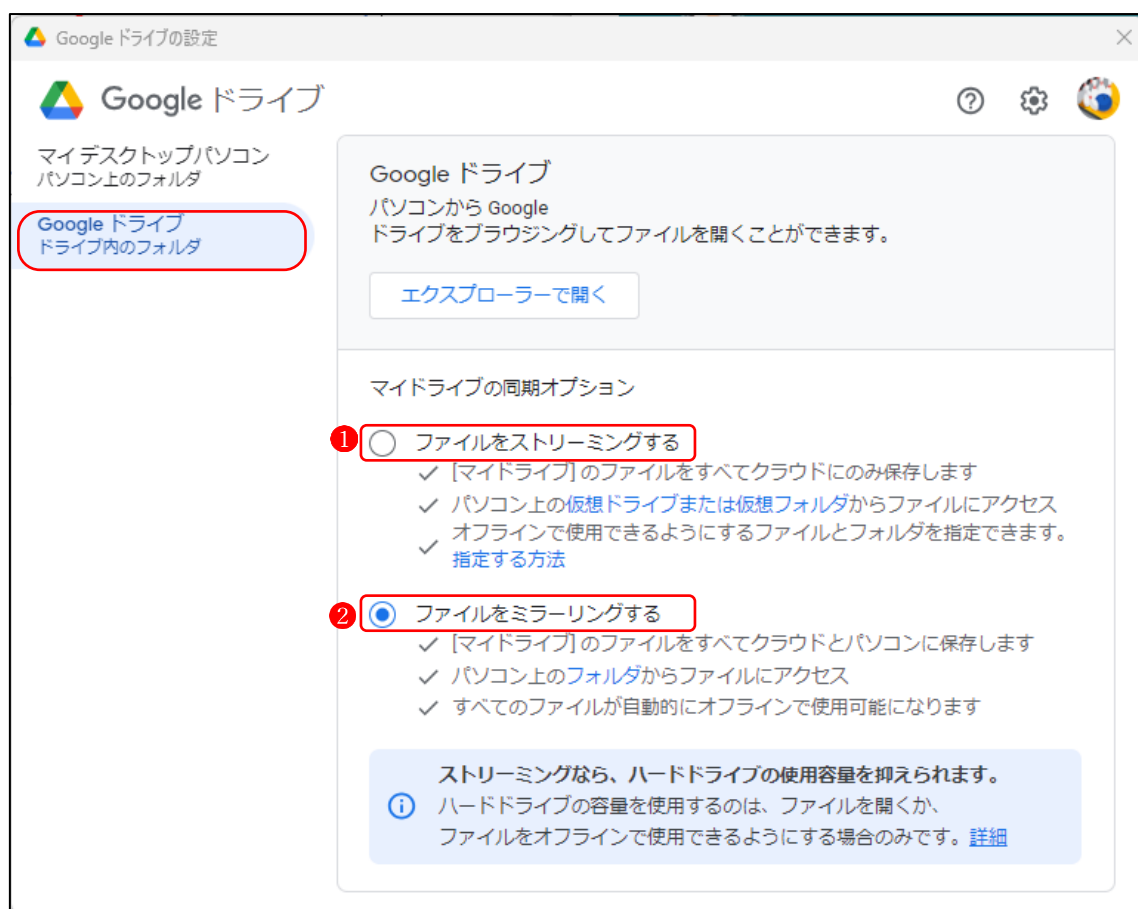 Google ドライブの設定
Google ドライブ
マイ デスクトップパソコン
パソコン上のフォルダ
Google ドライブ
ドライブ内のフォルダ
Google ドライブ
パソコンから Google
ドライブをブラウジングしてファイルを開くことができます。
エクスプローラーで開く
マイドライブの同期オプション
1 ファイルをストリーミングする
[マイドライブ] のファイルをすべてクラウドにのみ保存します
パソコン上の仮想ドライブまたは仮想フォルダからファイルにアクセス
オフラインで使用できるようにするファイルとフォルダを指定できます。
指定する方法
2 ファイルをミラーリングする
[マイドライブ] のファイルをすべてクラウドとパソコンに保存します
パソコン上のフォルダからファイルにアクセス
すべてのファイルが自動的にオフラインで使用可能になります
ストリーミングなら、ハードドライブの使用容量を抑えられます。
ハードドライブの容量を使用するのは、ファイルを開くか、
ファイルをオフラインで使用できるようにする場合のみです。詳細